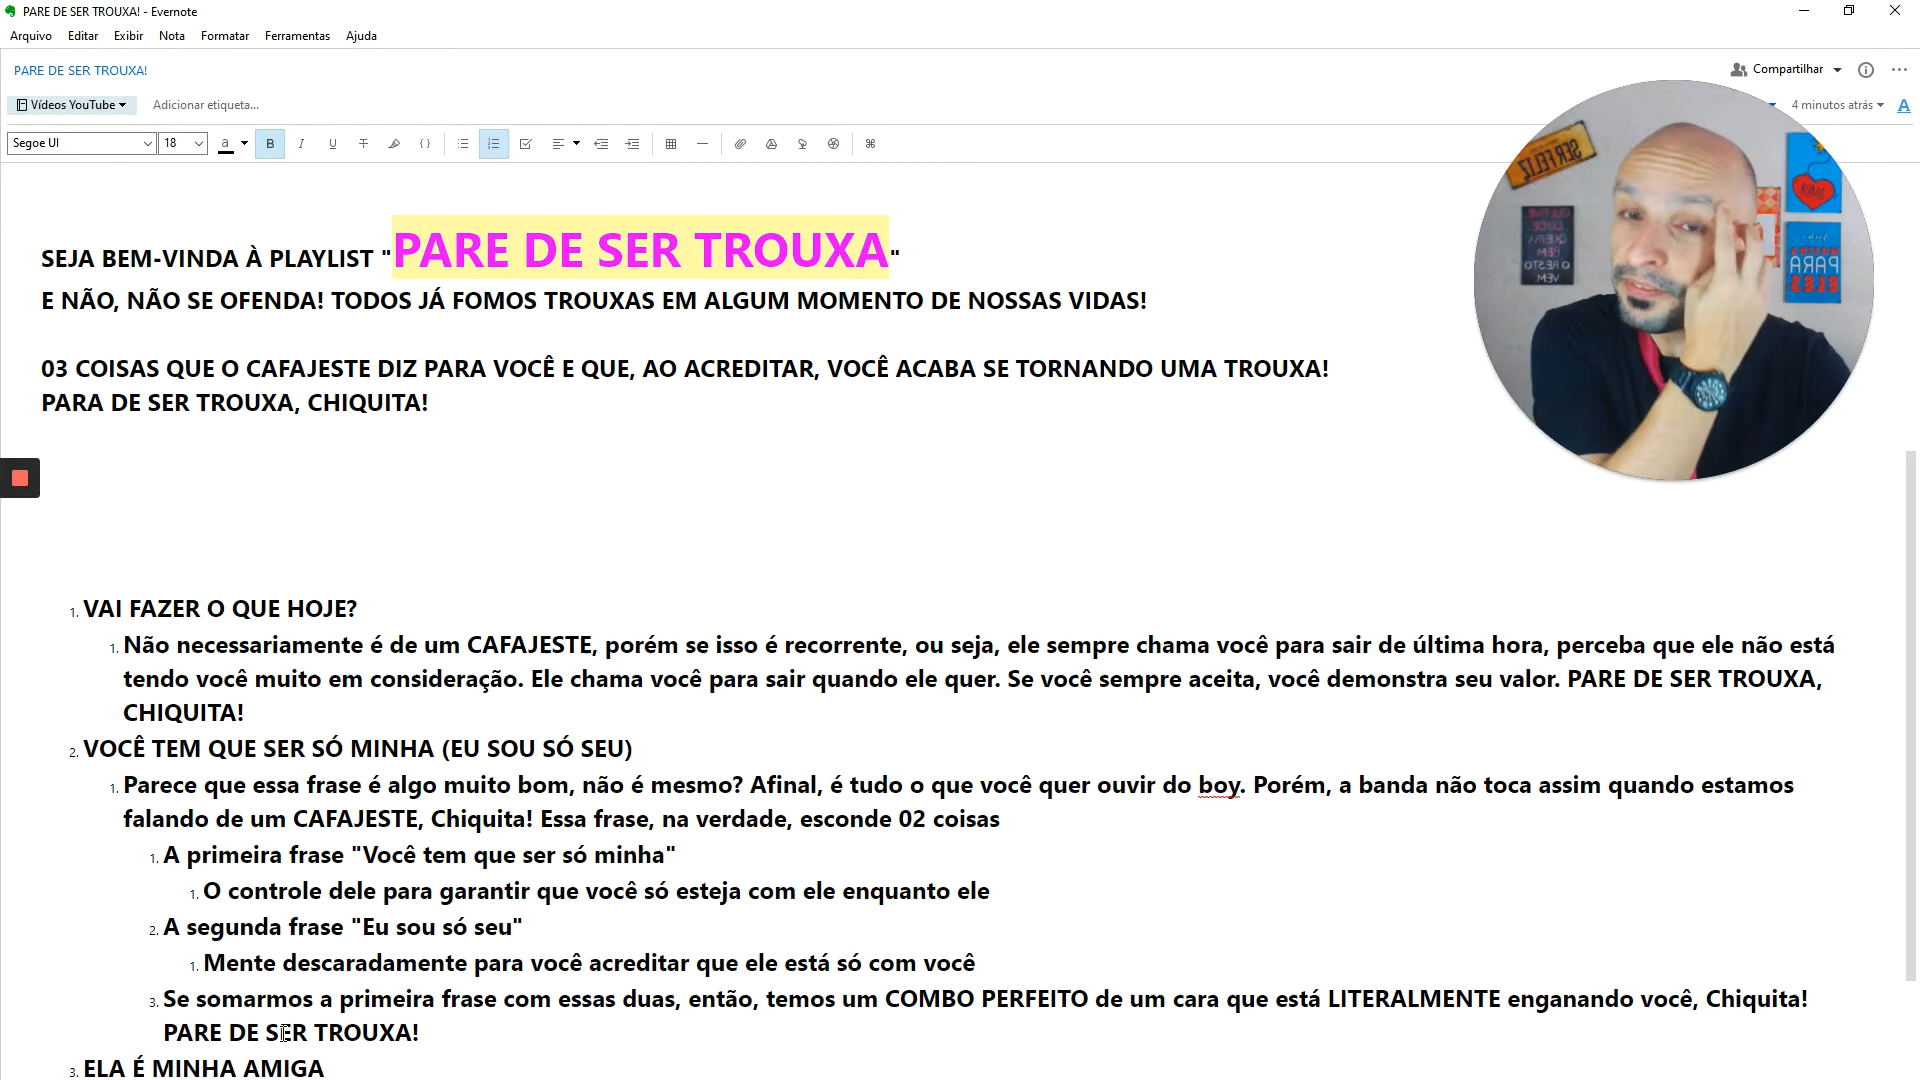 PARE DE SER TROUXA! - Evernote
Arquivo Editar Exibir Nota Formatar Ferramentas Ajuda
PARE DE SER TROUXA!
Compartilhar
Vídeos YouTube Adicionar etiqueta...
4 minutos atrás
Segoe UI 18
SER FELIZ
SEJA BEM-VINDA À PLAYLIST "PARE DE SER TROUXA"
E NÃO, NÃO SE OFENDA! TODOS JÁ FOMOS TROUXAS EM ALGUM MOMENTO DE NOSSAS VIDAS!
03 COISAS QUE O CAFAJESTE DIZ PARA VOCÊ E QUE, AO ACREDITAR, VOCÊ ACABA SE TORNANDO UMA TROUXA!
PARA DE SER TROUXA, CHIQUITA!
1. VAI FAZER O QUE HOJE?
1. Não necessariamente é de um CAFAJESTE, porém se isso é recorrente, ou seja, ele sempre chama você para sair de última hora, perceba que ele não está
tendo você muito em consideração. Ele chama você para sair quando ele quer. Se você sempre aceita, você demonstra seu valor. PARE DE SER TROUXA,
CHIQUITA!
2. VOCÊ TEM QUE SER SÓ MINHA (EU SOU SÓ SEU)
1. Parece que essa frase é algo muito bom, não é mesmo? Afinal, é tudo o que você quer ouvir do boy. Porém, a banda não toca assim quando estamos
falando de um CAFAJESTE, Chiquita! Essa frase, na verdade, esconde 02 coisas
1. A primeira frase "Você tem que ser só minha"
1. O controle dele para garantir que você só esteja com ele enquanto ele
2. A segunda frase "Eu sou só seu"
1. Mente descaradamente para você acreditar que ele está só com você
3. Se somarmos a primeira frase com essas duas, então, temos um COMBO PERFEITO de um cara que está LITERALMENTE enganando você, Chiquita!
PARE DE SER TROUXA!
3. ELA É MINHA AMIGA